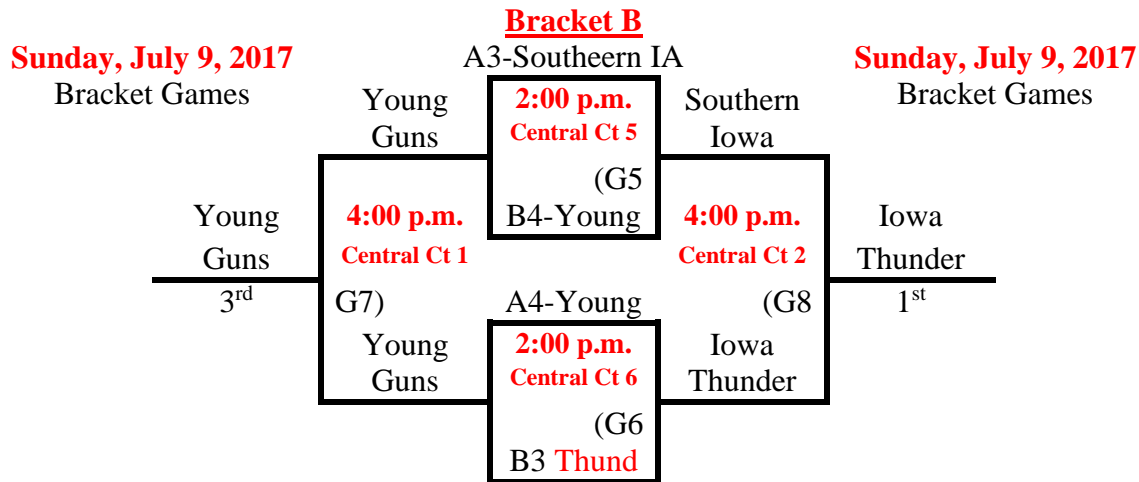 Bracket B
Sunday, July 9, 2017
A3-Southeern IA
Sunday, July 9, 2017
Bracket Games
Bracket Games
Young
Guns
2:00 p.m.
Central Ct 5
Southern
Iowa
(G5
Young
Guns
4:00 p.m.
Central Ct 1
B4-Young
4:00 p.m.
Central Ct 2
Iowa
Thunder
3rd
G7)
A4-Young
(G8
1st
Young
Guns
2:00 p.m.
Central Ct 6
Iowa
Thunder
(G6
B3 Thund